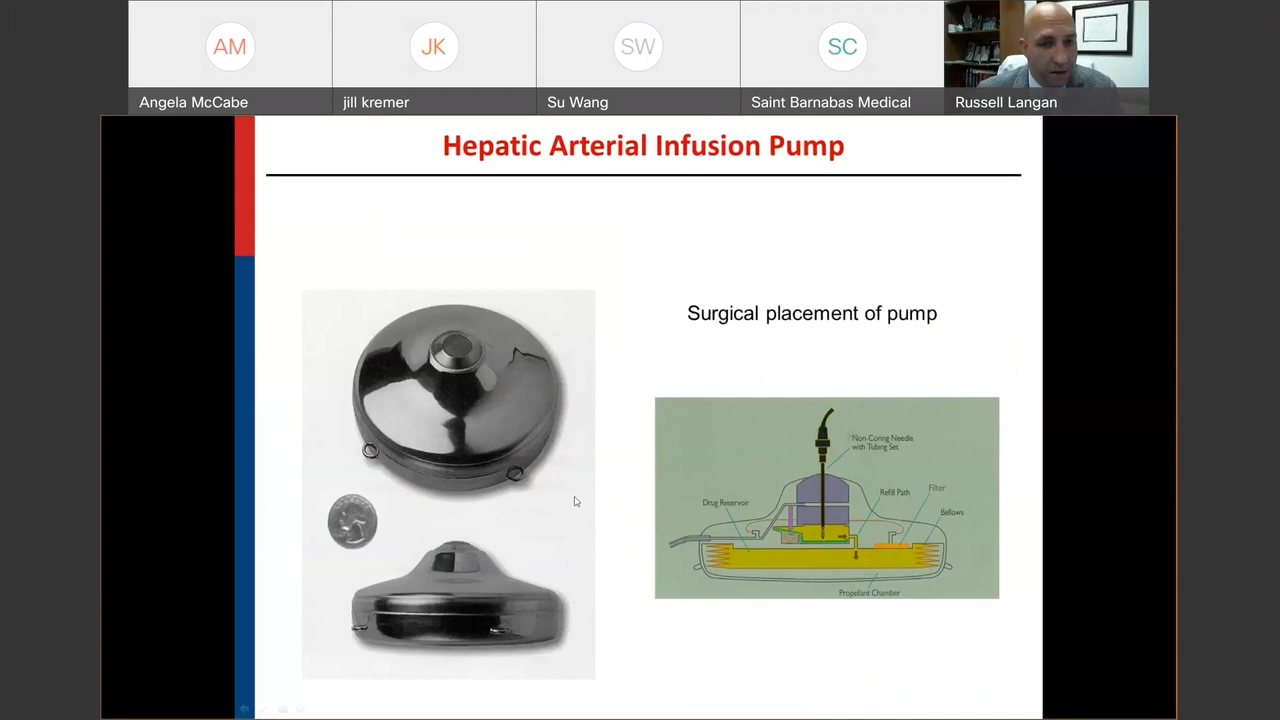 AM
JK
SW
SC
Angela McCabe
jill kremer
Su Wang
Saint Barnabas Medical
Russell Langan
Hepatic Arterial Infusion Pump
Surgical placement of pump
Non-Coring Needle
with Tubing Set
Drug Reservoir
Refill Path
Filter
Bellows
Propellant Chamber